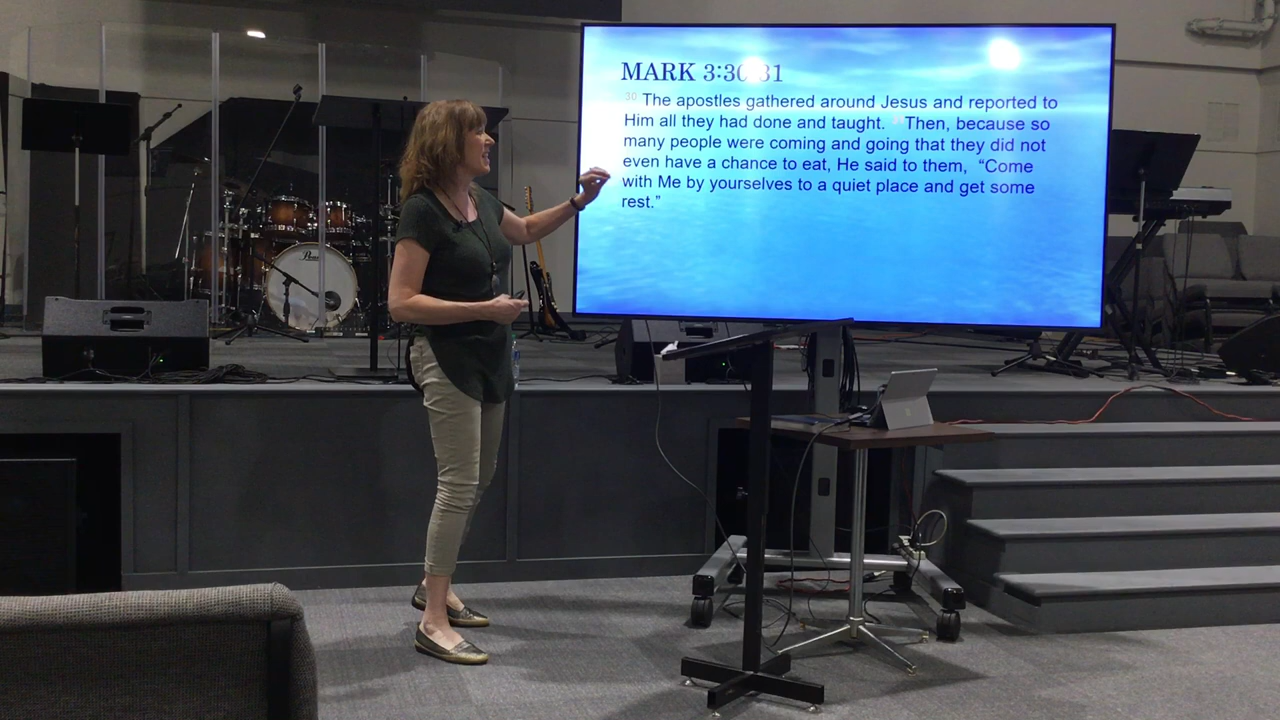 MARK 3:30-31
30 The apostles gathered around Jesus and reported to
Him all they had done and taught. 31 Then, because so
many people were coming and going that they did not
even have a chance to eat, He said to them, “Come
with Me by yourselves to a quiet place and get some
rest.”
Pearl